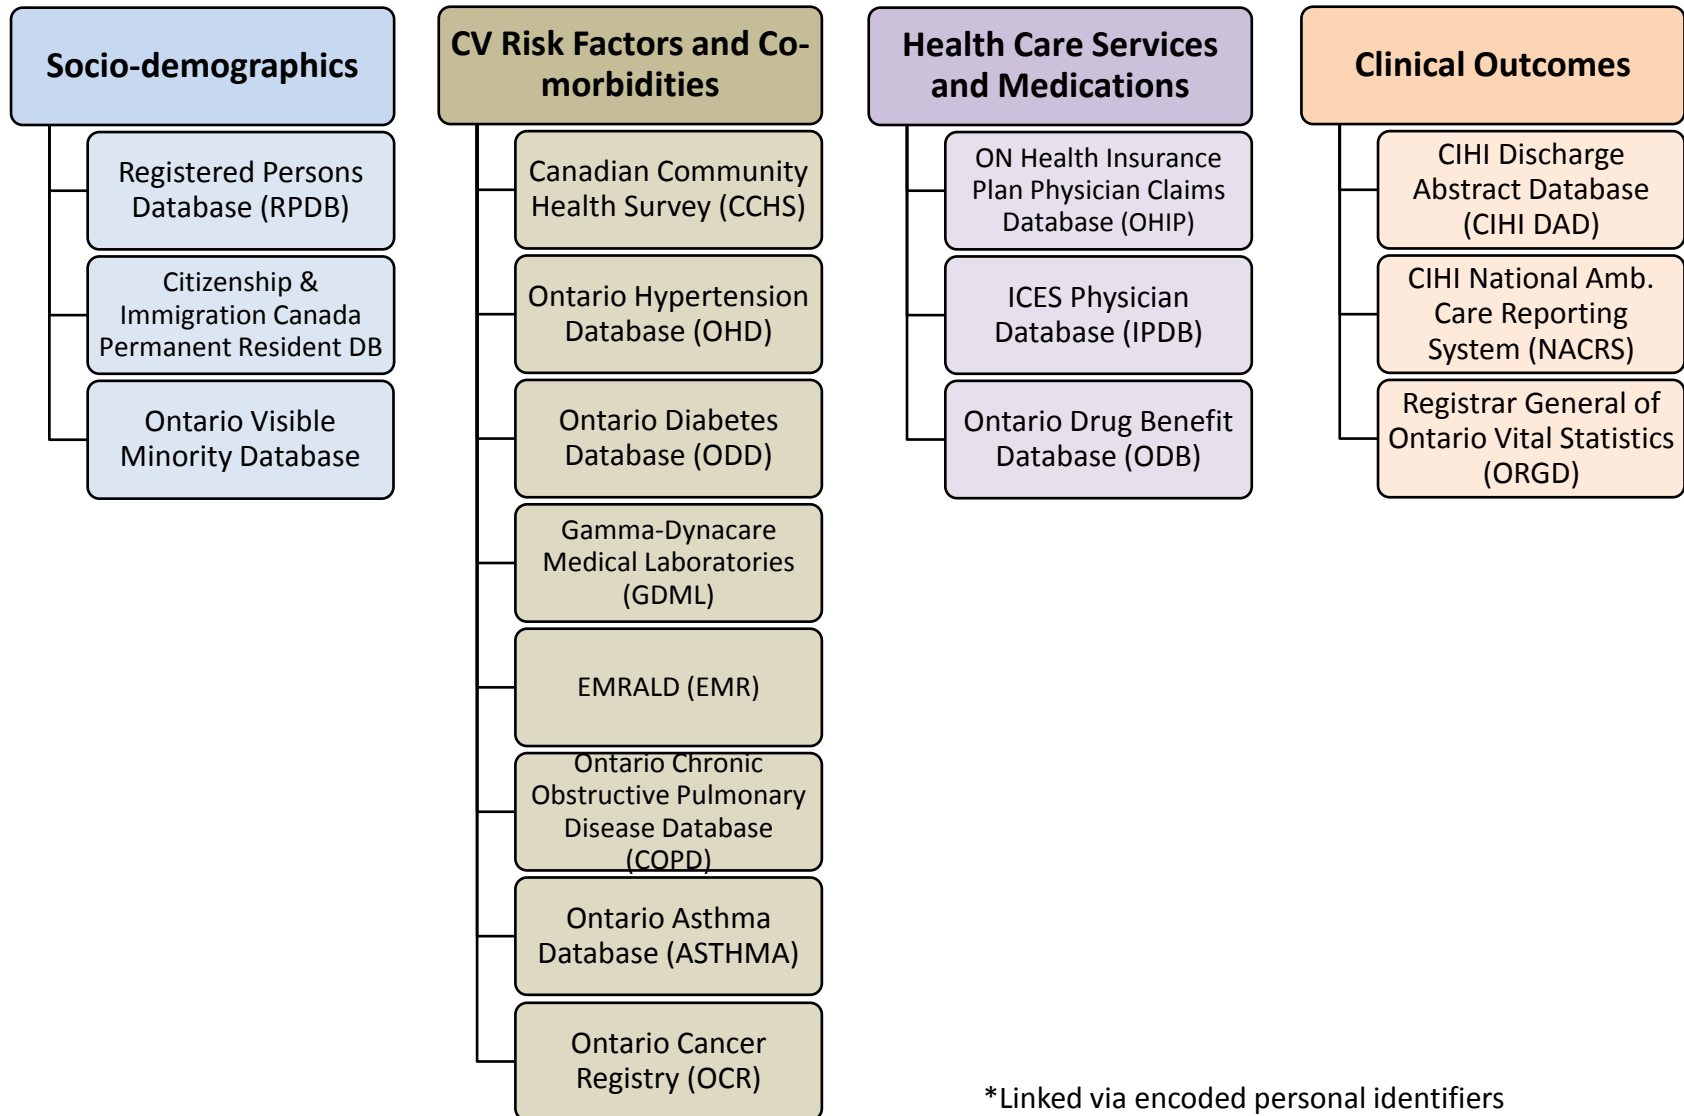 Socio-demographics
Registered Persons
Database (RPDB)
Citizenship &
Immigration Canada
Permanent Resident DB
Ontario Visible
Minority Database
CV Risk Factors and Co-
morbidities
Canadian Community
Health Survey (CCHS)
Ontario Hypertension
Database (OHD)
Ontario Diabetes
Database (ODD)
Gamma-Dynacare
Medical Laboratories
(GDML)
EMRALD (EMR)
Ontario Chronic
Obstructive Pulmonary
Disease Database
(COPD)
Ontario Asthma
Database (ASTHMA)
Ontario Cancer
Registry (OCR)
Health Care Services
and Medications
ON Health Insurance
Plan Physician Claims
Database (OHIP)
ICES Physician
Database (IPDB)
Ontario Drug Benefit
Database (ODB)
Clinical Outcomes
CIHI Discharge
Abstract Database
(CIHI DAD)
CIHI National Amb.
Care Reporting
System (NACRS)
Registrar General of
Ontario Vital Statistics
(ORGD)
*Linked via encoded personal identifiers